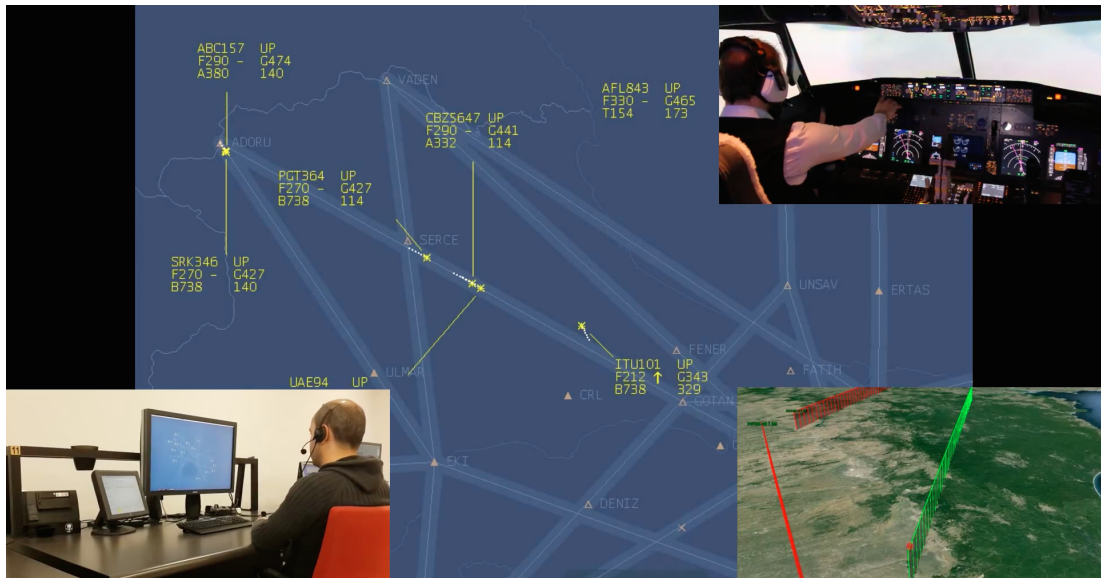 ABC157 UP
F290 - G474
A380 140
VADEN
AFL843 UP
F330 - G465
T154 173
CBZS647 UP
F290 - G441
A332 114
ADORU
PGT364 UP
F270 - G427
B738 114
SERCE
SRK346 UP
F270 - G427
B738 140
UNSAV
ERTAS
FENER
ITU101 UP
F212 ↑ G343
B738 329
FATIH
ULMAR
UAE94 UP
CRL
EKI
DENIZ
11